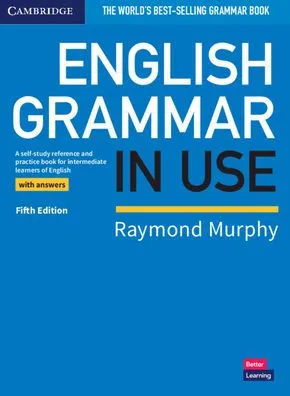 CAMBRIDGE
THE WORLD'S BEST-SELLING GRAMMAR BOOK
ENGLISH
GRAMMAR
IN USE
A self-study reference and
practice book for intermediate
learners of English
with answers
Fifth Edition
Raymond Murphy
Better
Learning